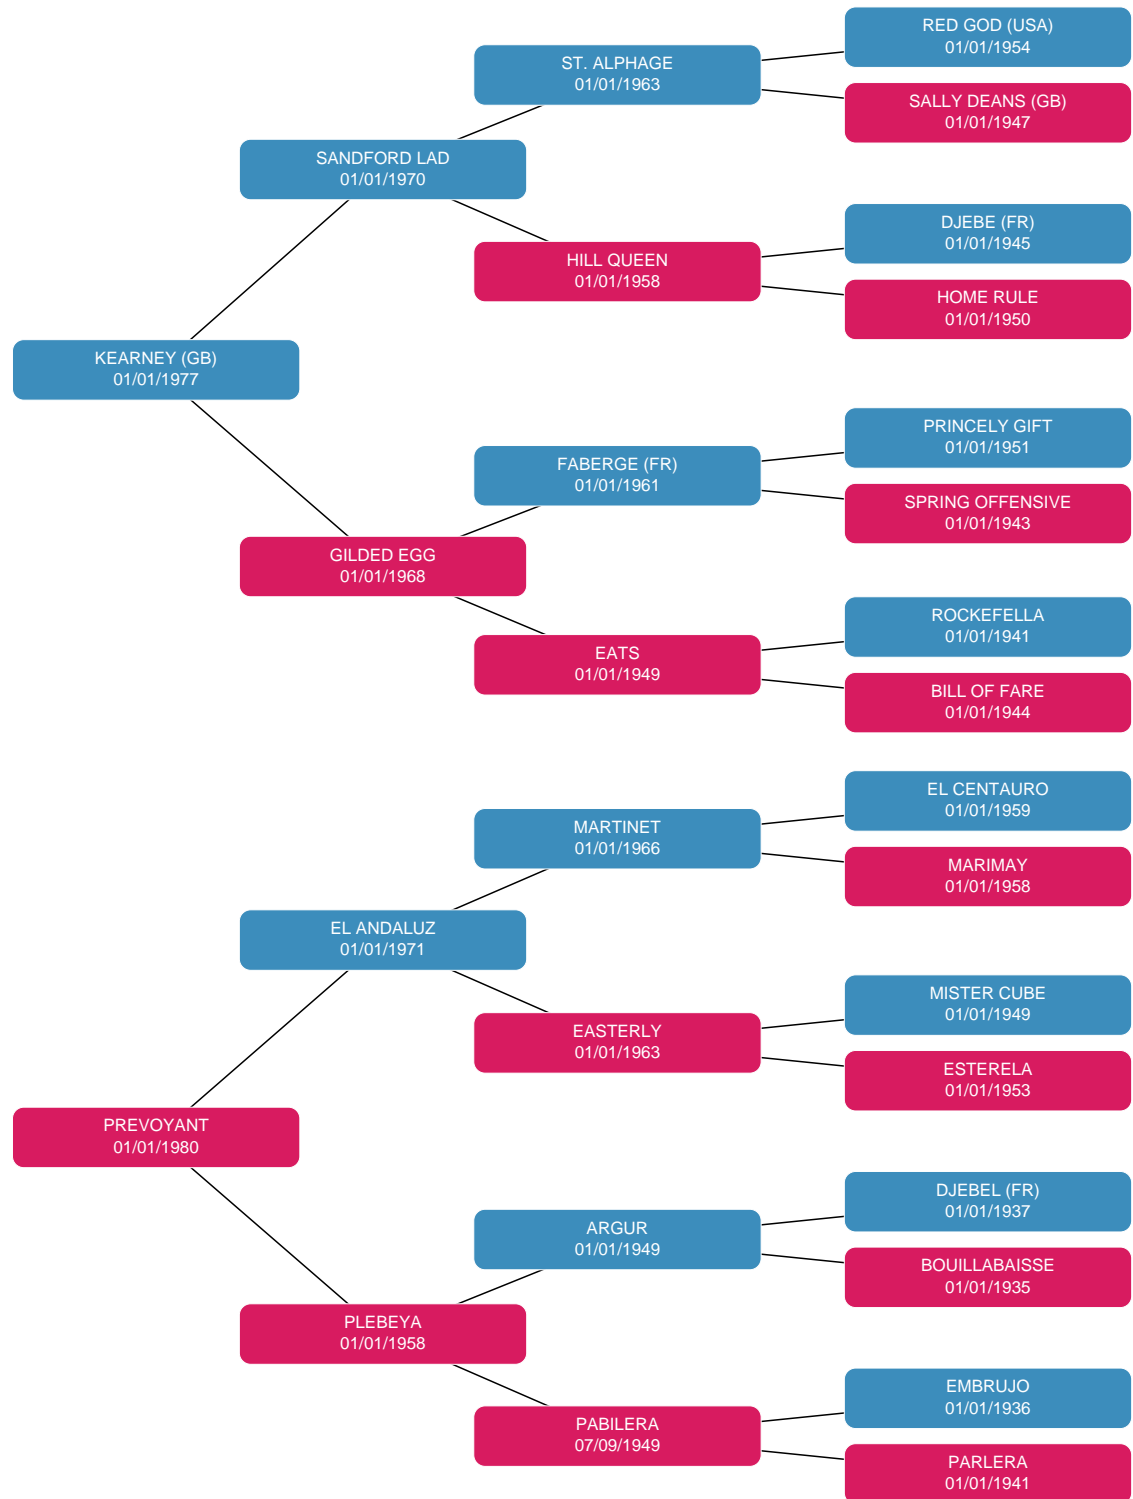 RED GOD (USA)
01/01/1954
ST. ALPHAGE
01/01/1963
SALLY DEANS (GB)
01/01/1947
SANDFORD LAD
01/01/1970
DJEBE (FR)
01/01/1945
HILL QUEEN
01/01/1958
HOME RULE
01/01/1950
KEARNEY (GB)
01/01/1977
PRINCELY GIFT
01/01/1951
FABERGE (FR)
01/01/1961
SPRING OFFENSIVE
01/01/1943
GILDED EGG
01/01/1968
ROCKEFELLA
01/01/1941
EATS
01/01/1949
BILL OF FARE
01/01/1944
EL CENTAURO
01/01/1959
MARTINET
01/01/1966
MARIMAY
01/01/1958
EL ANDALUZ
01/01/1971
MISTER CUBE
01/01/1949
EASTERLY
01/01/1963
ESTERELA
01/01/1953
PREVOYANT
01/01/1980
DJEBEL (FR)
01/01/1937
ARGUR
01/01/1949
BOUILLABAISSE
01/01/1935
PLEBEYA
01/01/1958
EMBRUJO
01/01/1936
PABILERA
07/09/1949
PARLERA
01/01/1941